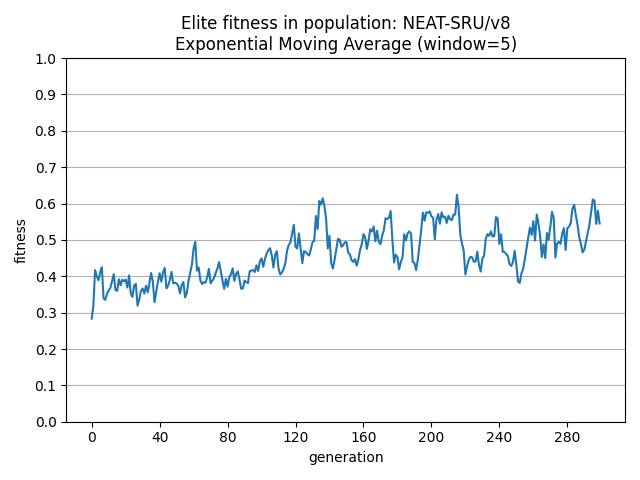 Elite fitness in population: NEAT-SRU/v8
Exponential Moving Average (window=5)
1.0
0.9
0.8
0.7
0.6
0.5
0.4
0.3
0.2
0.1
0.0
fitness
0 40 80 120 160 200 240 280
generation